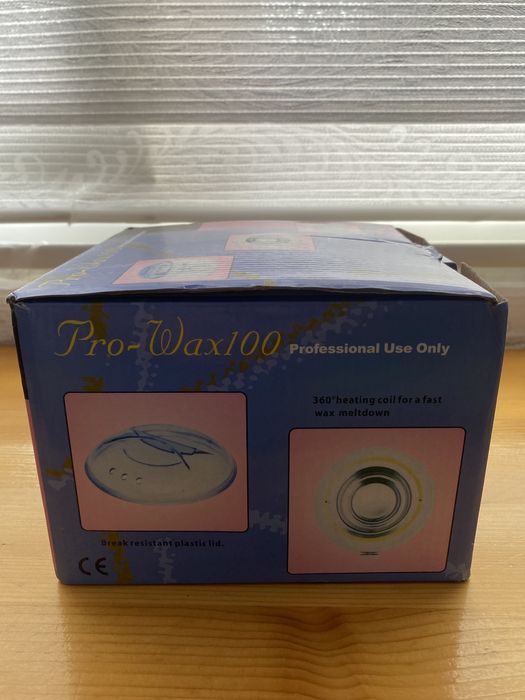 Pro-Wax100 Professional Use Only
360°heating coil for a fast
wax meltdown
Break resistant plastic lid.
CE